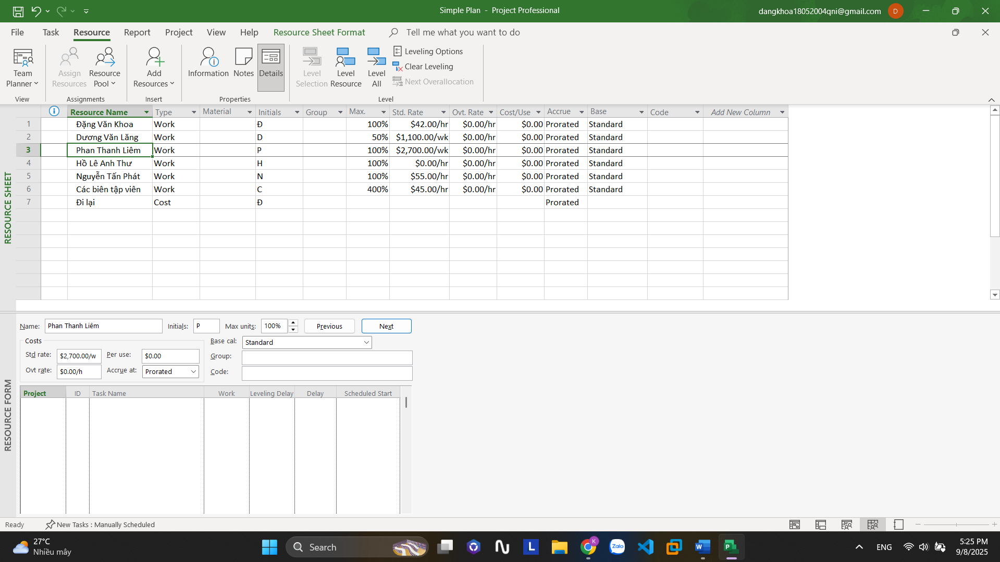 Simple Plan - Project Professional
dangkhoa18052004qni@gmail.com D
File Task Resource Report Project View Help Resource Sheet Format Tell me what you want to do
Team Planner
Assign Resources
Resource Pool
Add Resources
Information
Notes
Details
Level Selection
Level Resource
Level All
Leveling Options
Clear Leveling
Next Overallocation
View Assignments Insert Properties Level
Resource Name Type Material Initials Group Max. Std. Rate Ovt. Rate Cost/Use Accrue Base Code Add New Column
1 Đặng Văn Khoa Work Đ 100% $42.00/hr $0.00/hr $0.00 Prorated Standard
2 Dương Văn Lăng Work D 50% $1,100.00/wk $0.00/hr $0.00 Prorated Standard
3 Phan Thanh Liêm Work P 100% $2,700.00/wk $0.00/hr $0.00 Prorated Standard
4 Hồ Lê Anh Thư Work H 100% $0.00/hr $0.00/hr $0.00 Prorated Standard
5 Nguyễn Tấn Phát Work N 100% $55.00/hr $0.00/hr $0.00 Prorated Standard
6 Các biên tập viên Work C 400% $45.00/hr $0.00/hr $0.00 Prorated Standard
7 Đi lại Cost Đ Prorated
RESOURCE SHEET
Name: Phan Thanh Liêm Initials: P Max units: 100% Previous Next
Costs
Base cal: Standard
Std rate: $2,700.00/w Per use: $0.00
Group:
Ovt rate: $0.00/h Accrue at: Prorated
Code:
Project ID Task Name Work Leveling Delay Delay Scheduled Start
RESOURCE FORM
Ready New Tasks : Manually Scheduled
27°C
Nhiều mây
Search
K
L
Zalo
W
P
ENG
5:25 PM
9/8/2025